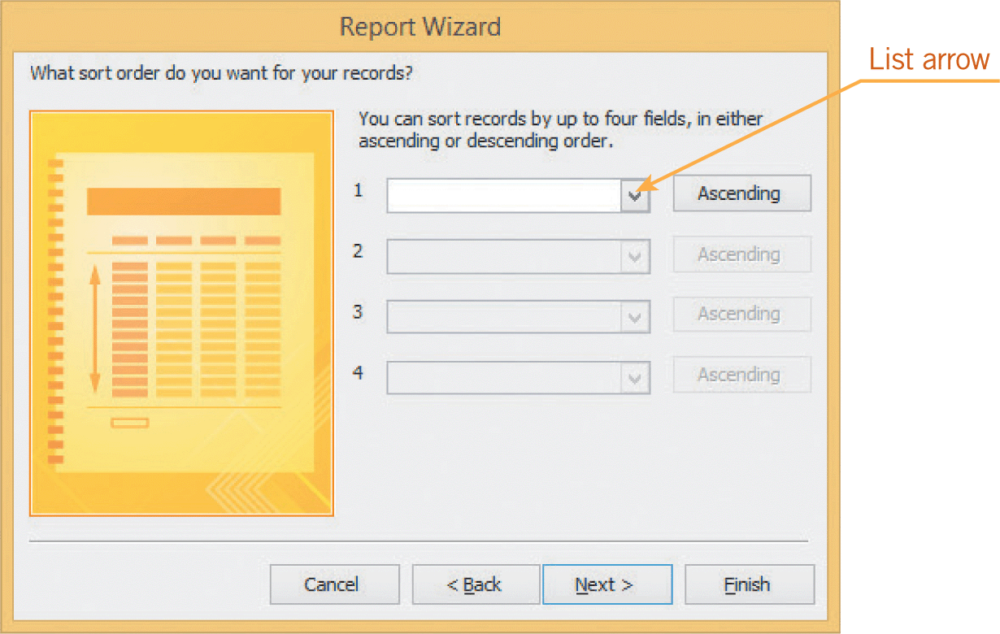 Report Wizard
List arrow
What sort order do you want for your records?
You can sort records by up to four fields, in either
ascending or descending order.
1 Ascending
2 Ascending
3 Ascending
4 Ascending
Cancel < Back Next > Finish